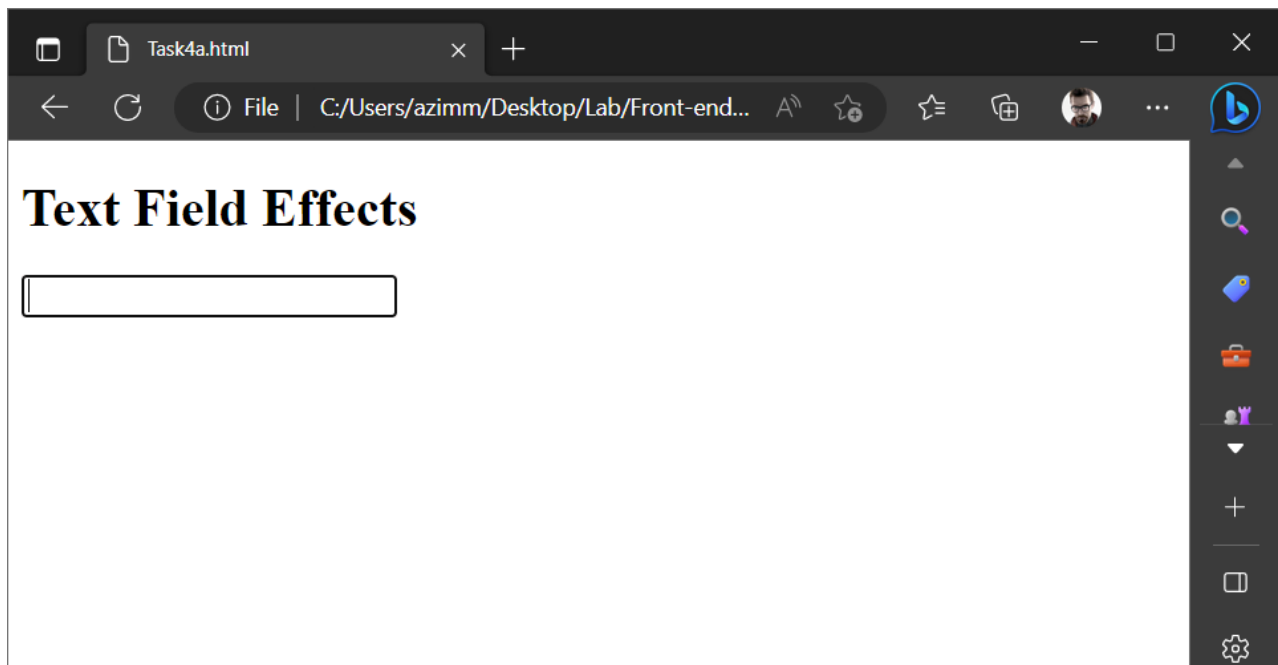 Task4a.html
File | C:/Users/azimm/Desktop/Lab/Front-end...
Text Field Effects